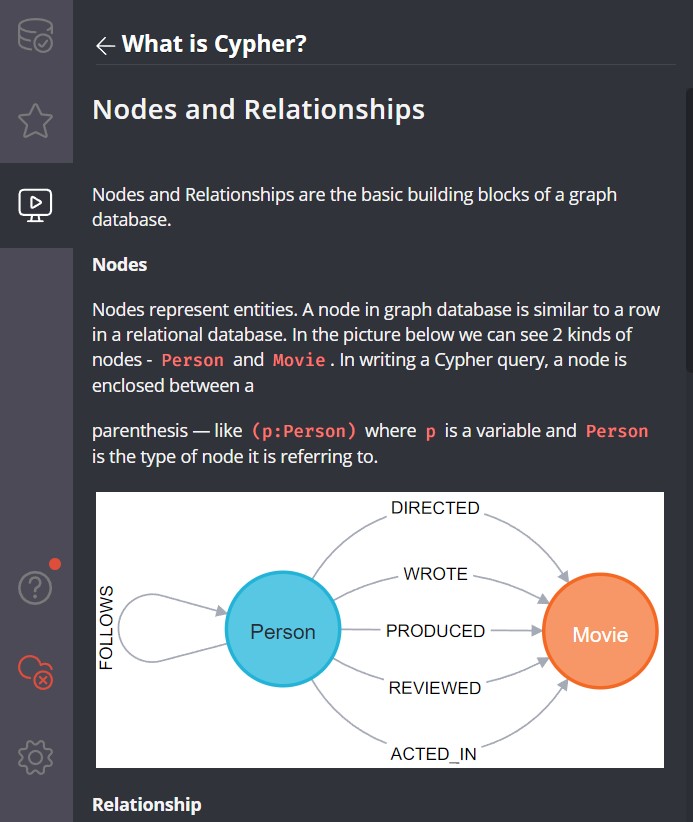 What is Cypher?
Nodes and Relationships
Nodes and Relationships are the basic building blocks of a graph
database.
Nodes
Nodes represent entities. A node in graph database is similar to a row
in a relational database. In the picture below we can see 2 kinds of
nodes - Person and Movie. In writing a Cypher query, a node is
enclosed between a
parenthesis — like (p:Person) where p is a variable and Person
is the type of node it is referring to.
DIRECTED
WROTE
FOLLOWS
Person
PRODUCED
Movie
REVIEWED
ACTED_IN
Relationship